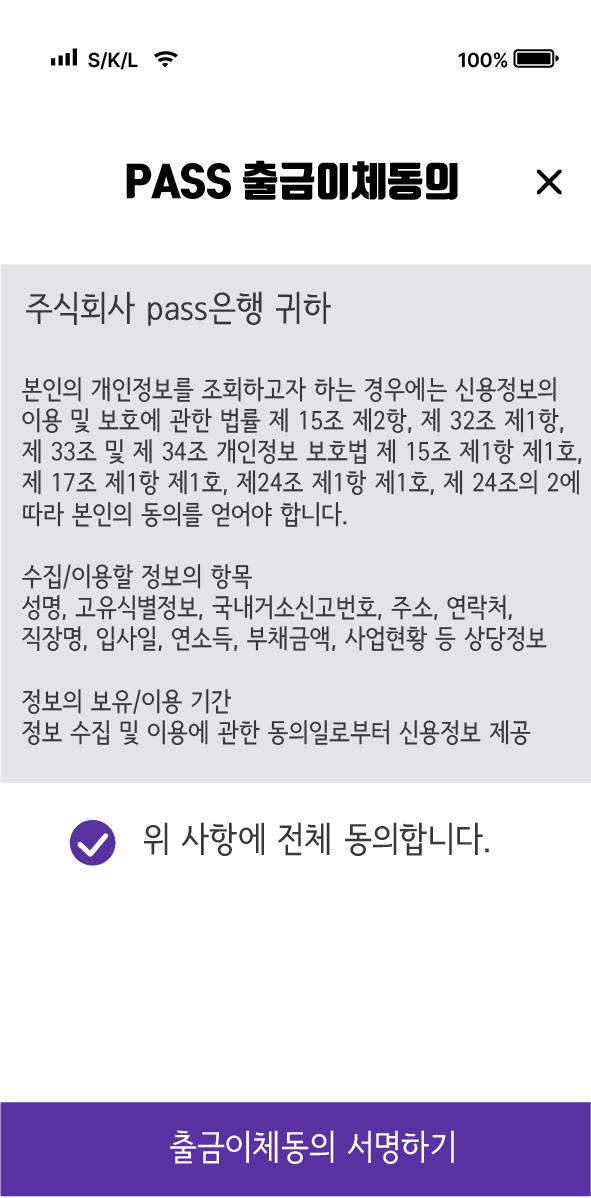 S/K/L
100%
PASS 출금이체동의
주식회사 pass은행 귀하
본인의 개인정보를 조회하고자 하는 경우에는 신용정보의
이용 및 보호에 관한 법률 제 15조 제2항, 제 32조 제1항,
제 33조 및 제 34조 개인정보 보호법 제 15조 제1항 제1호,
제 17조 제1항 제1호, 제24조 제1항 제1호, 제 24조의 2에
따라 본인의 동의를 얻어야 합니다.
수집/이용할 정보의 항목
성명, 고유식별정보, 국내거소신고번호, 주소, 연락처,
직장명, 입사일, 연소득, 부채금액, 사업현황 등 상당정보
정보의 보유/이용 기간
정보 수집 및 이용에 관한 동의일로부터 신용정보 제공
위 사항에 전체 동의합니다.
출금이체동의 서명하기